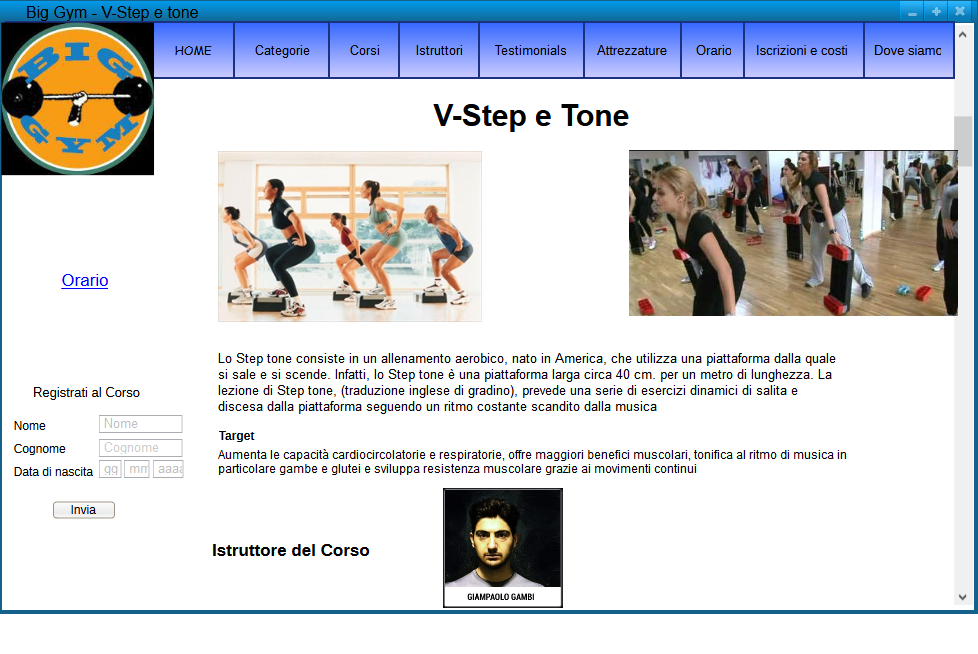 Big Gym - V-Step e tone
BIG
GYM
HOME
Categorie
Corsi
Istruttori
Testimonials
Attrezzature
Orario
Iscrizioni e costi
Dove siamo
V-Step e Tone
Orario
Lo Step tone consiste in un allenamento aerobico, nato in America, che utilizza una piattaforma dalla quale
si sale e si scende. Infatti, lo Step tone è una piattaforma larga circa 40 cm. per un metro di lunghezza. La
lezione di Step tone, (traduzione inglese di gradino), prevede una serie di esercizi dinamici di salita e
discesa dalla piattaforma seguendo un ritmo costante scandito dalla musica
Registrati al Corso
Nome
Nome
Cognome
Cognome
Data di nascita gg mm aaaa
Invia
Target
Aumenta le capacità cardiocircolatorie e respiratorie, offre maggiori benefici muscolari, tonifica al ritmo di musica in
particolare gambe e glutei e sviluppa resistenza muscolare grazie ai movimenti continui
Istruttore del Corso
GIAMPAOLO GAMBI